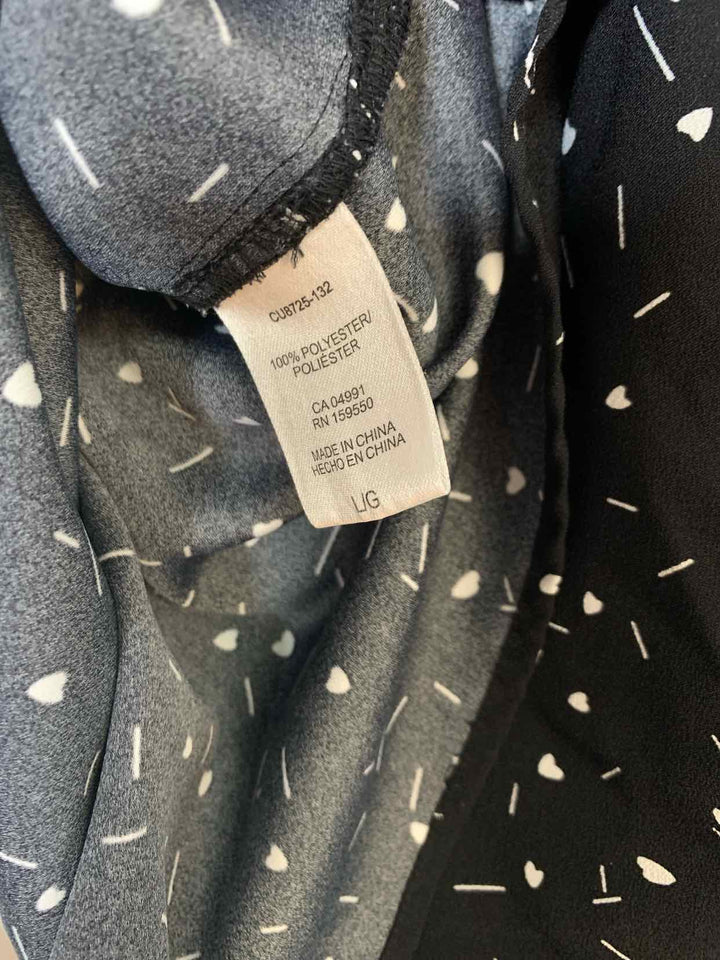 CU8725-132
100% POLYESTER/
POLIÉSTER
CA 04991
RN 159550
MADE IN CHINA
HECHO EN CHINA
L/G